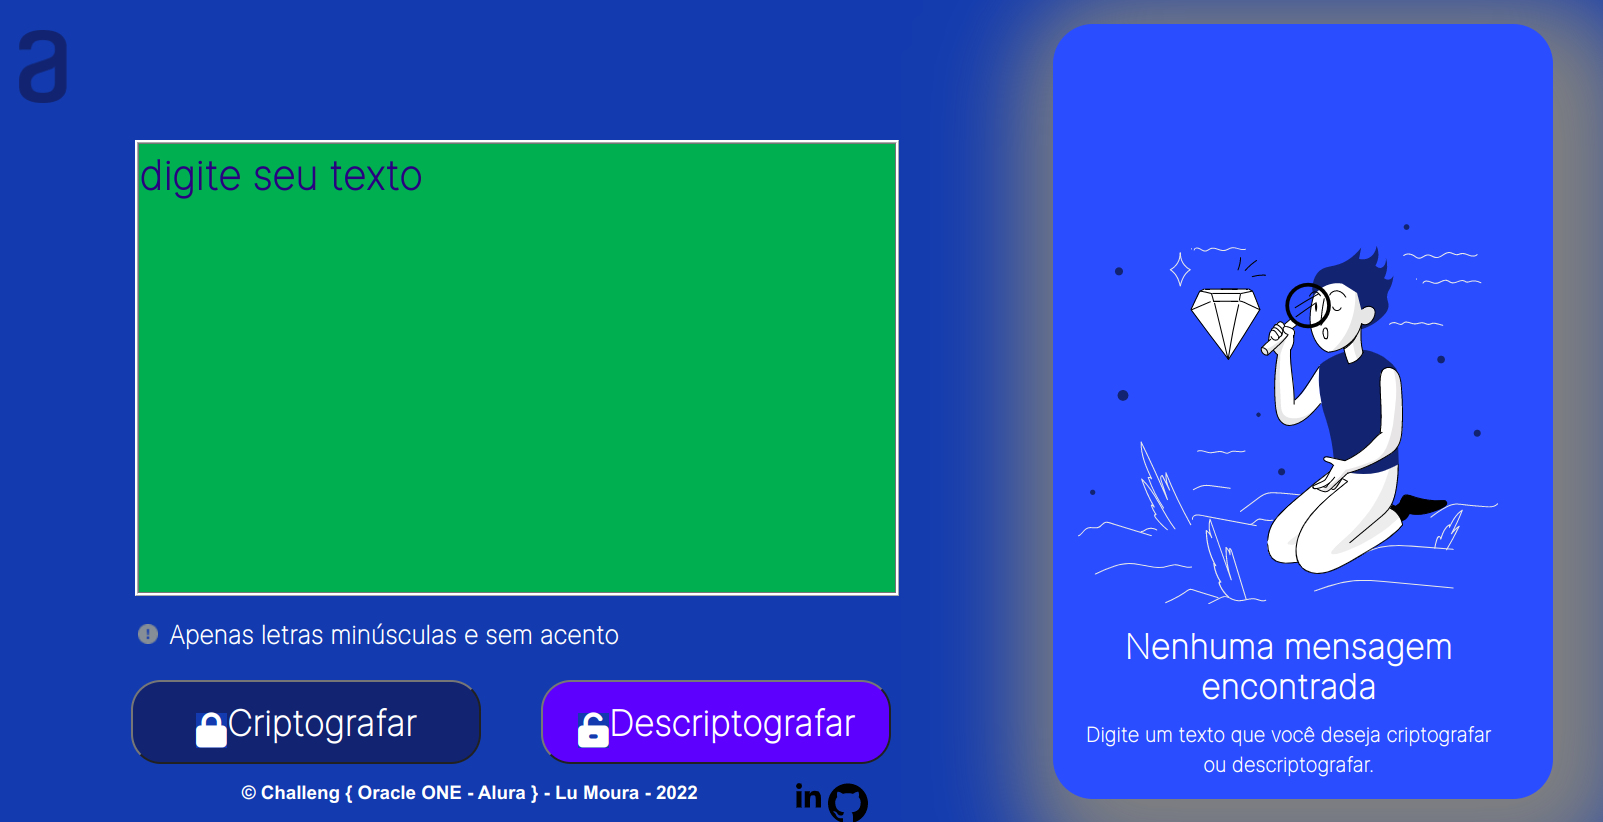 a
digite seu texto
Apenas letras minúsculas e sem acento
Criptografar
Descriptografar
© Challeng { Oracle ONE - Alura } - Lu Moura - 2022
in
Nenhuma mensagem
encontrada
Digite um texto que você deseja criptografar
ou descriptografar.